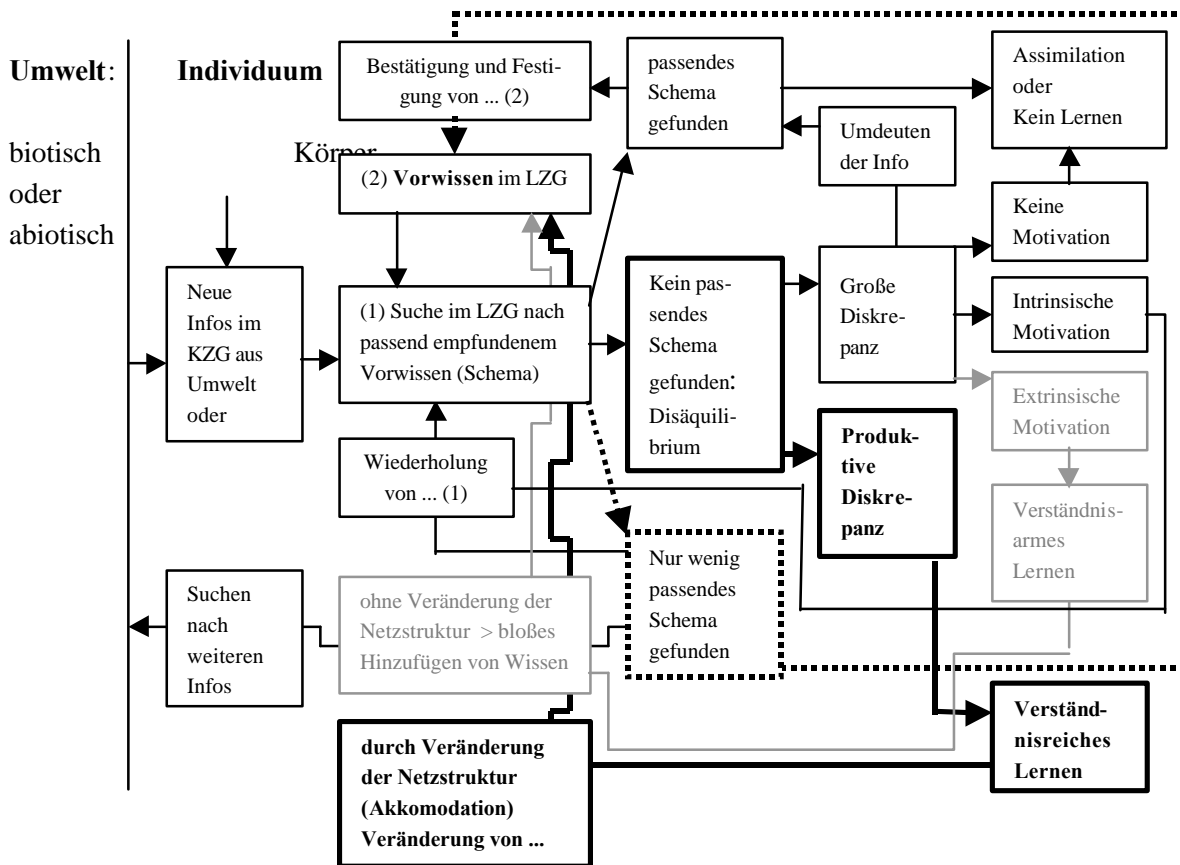 Umwelt:
biotisch
oder
abiotisch
Individuum
Körper
Bestätigung und Festi-
gung von ... (2)
passendes
Schema
gefunden
Assimilation
oder
Kein Lernen
Umdeuten
der Info
(2) Vorwissen im LZG
Keine
Motivation
Neue
Infos im
KZG aus
Umwelt
oder
(1) Suche im LZG nach
passend empfundenem
Vorwissen (Schema)
Kein pas-
sendes
Schema
gefunden:
Disäquili-
brium
Große
Diskre-
panz
Intrinsische
Motivation
Extrinsische
Motivation
Produk-
tive
Diskre-
panz
Wiederholung
von ... (1)
Verständnis-
armes
Lernen
Nur wenig
passendes
Schema
gefunden
Suchen
nach
weiteren
Infos
ohne Veränderung der
Netzstruktur > bloßes
Hinzufügen von Wissen
Verständ-
nisreiches
Lernen
durch Veränderung
der Netzstruktur
(Akkomodation)
Veränderung von ...